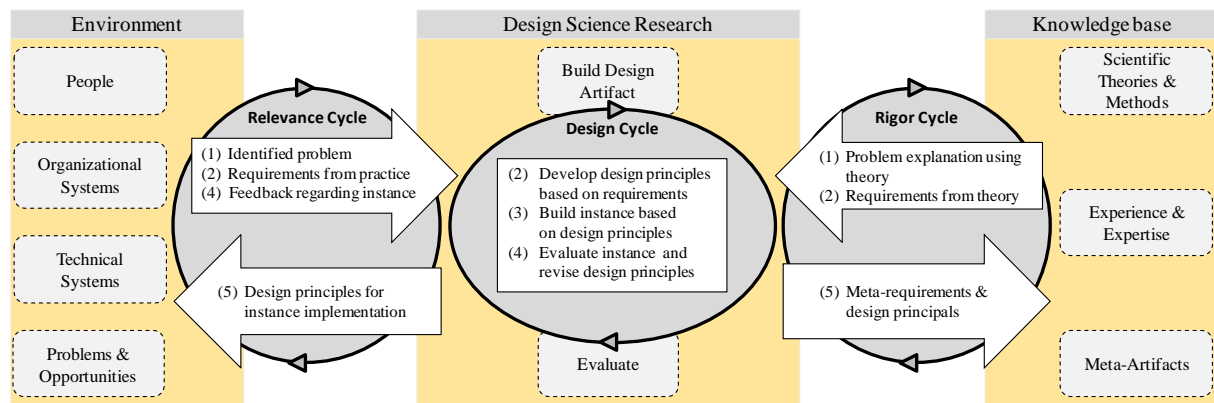 Environment
Design Science Research
Knowledge base
People
Organizational
Systems
Technical
Systems
Problems &
Opportunities
Relevance Cycle
(1) Identified problem
(2) Requirements from practice
(4) Feedback regarding instance
(5) Design principles for
instance implementation
Build Design
Artifact
Design Cycle
(2) Develop design principles
based on requirements
(3) Build instance based
on design principles
(4) Evaluate instance and
revise design principles
Evaluate
Rigor Cycle
(1) Problem explanation using
theory
(2) Requirements from theory
(5) Meta-requirements &
design principals
Scientific
Theories &
Methods
Experience &
Expertise
Meta-Artifacts